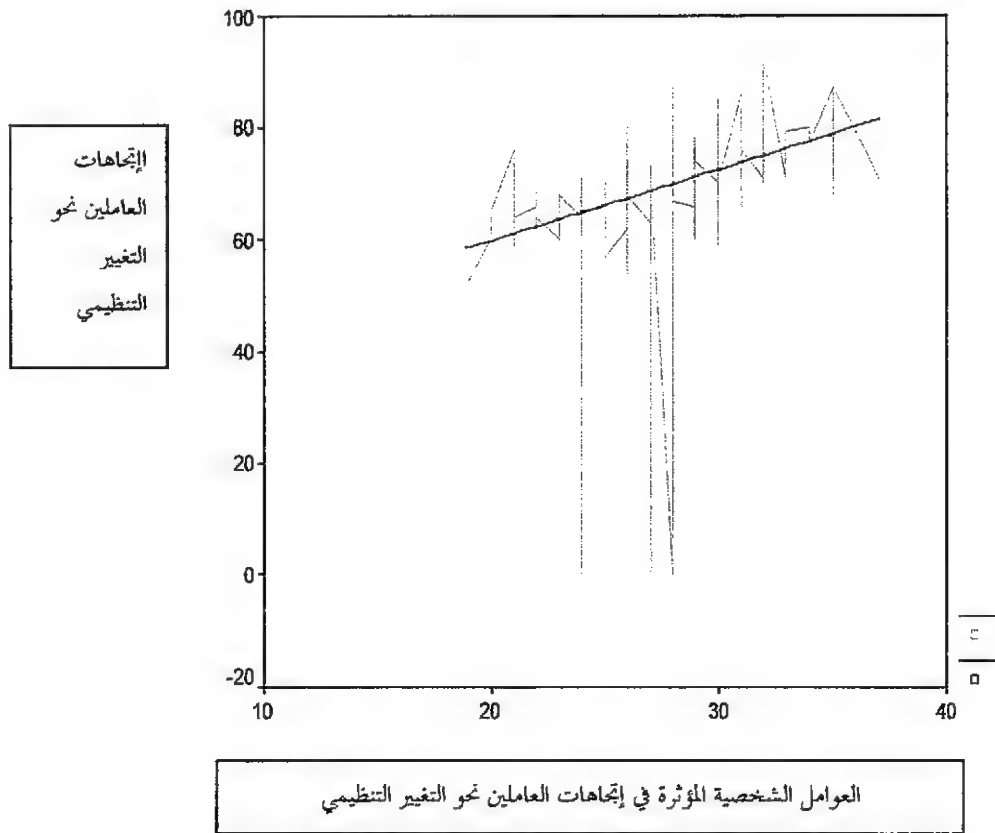 100
80
60
40
20
0
-20
10 20 30 40
الإتجاهات
العاملين نحو
التغيير
التنظيمي
العوامل الشخصية المؤثرة في إتجاهات العاملين نحو التغيير التنظيمي